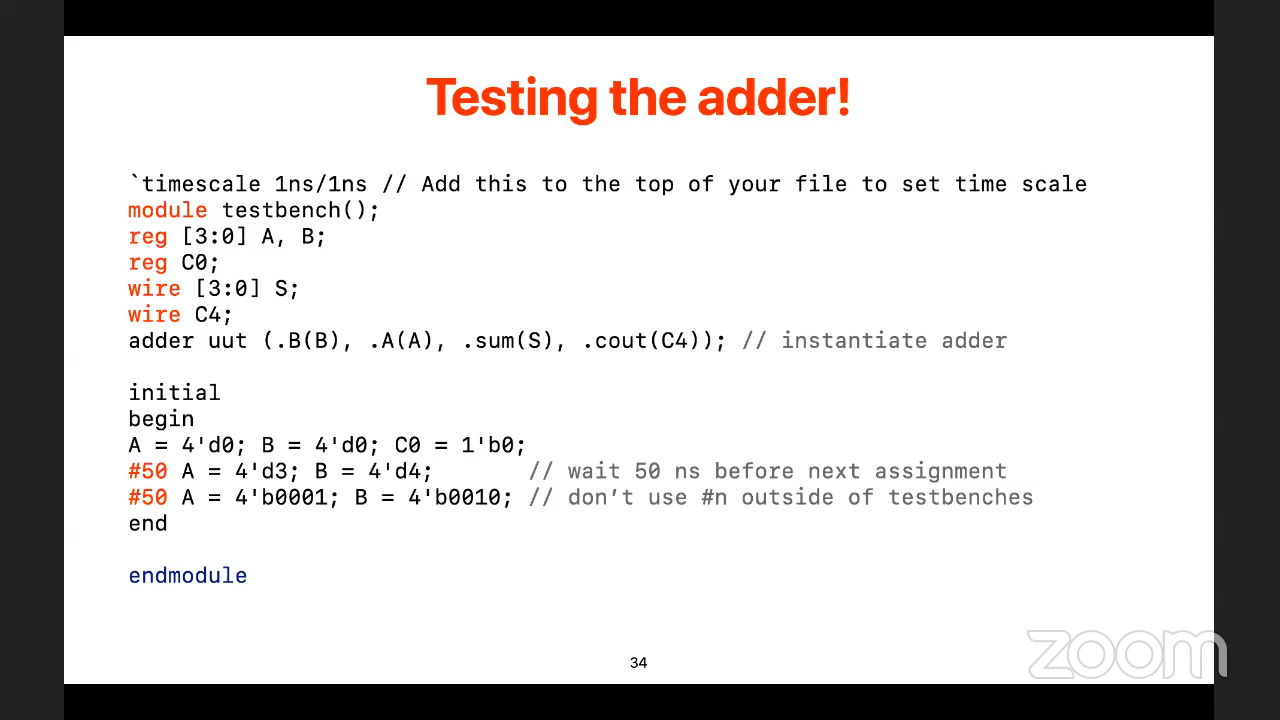 Testing the adder!
`timescale 1ns/1ns // Add this to the top of your file to set time scale
module testbench();
reg [3:0] A, B;
reg C0;
wire [3:0] S;
wire C4;
adder uut (.B(B), .A(A), .sum(S), .cout(C4)); // instantiate adder
initial
begin
A = 4'd0; B = 4'd0; C0 = 1'b0;
#50 A = 4'd3; B = 4'd4; // wait 50 ns before next assignment
#50 A = 4'b0001; B = 4'b0010; // don’t use #n outside of testbenches
end
endmodule
34
zoom